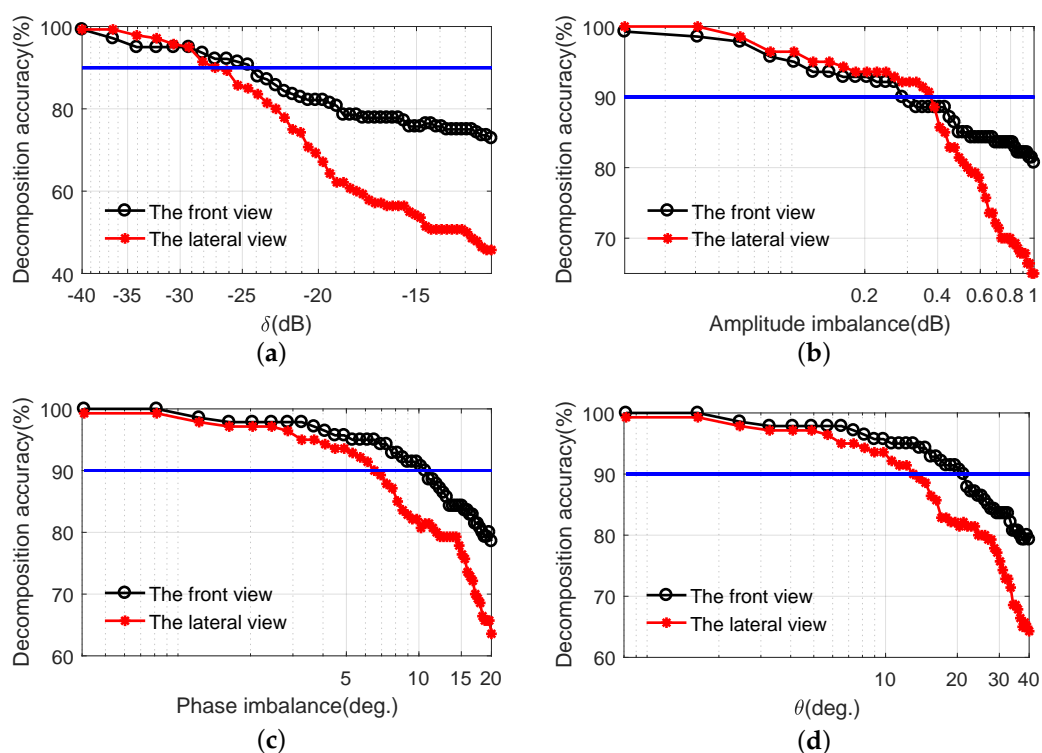 Decomposition accuracy(%)
100
80
60
40
The front view
The lateral view
-40
-35
-30
-25
-20
-15
δ(dB)
(a)
Decomposition accuracy(%)
100
90
80
70
The front view
The lateral view
0.2
0.4
0.6
0.8
1
Amplitude imbalance(dB)
(b)
Decomposition accuracy(%)
100
90
80
70
60
The front view
The lateral view
5
10
15
20
Phase imbalance(deg.)
(c)
Decomposition accuracy(%)
100
90
80
70
60
The front view
The lateral view
10
20
30
40
θ(deg.)
(d)